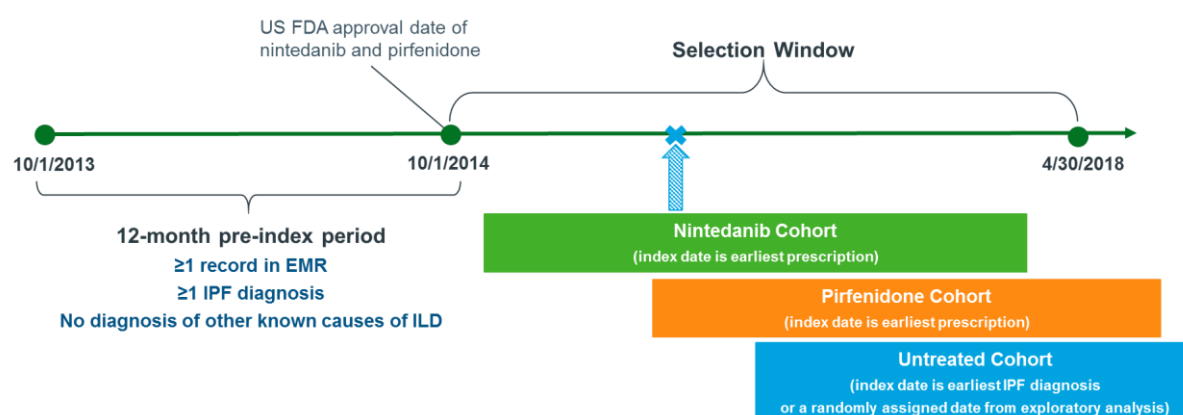 US FDA approval date of
nintedanib and pirfenidone
Selection Window
10/1/2013
10/1/2014
4/30/2018
12-month pre-index period
≥1 record in EMR
≥1 IPF diagnosis
No diagnosis of other known causes of ILD
Nintedanib Cohort
(index date is earliest prescription)
Pirfenidone Cohort
(index date is earliest prescription)
Untreated Cohort
(index date is earliest IPF diagnosis
or a randomly assigned date from exploratory analysis)